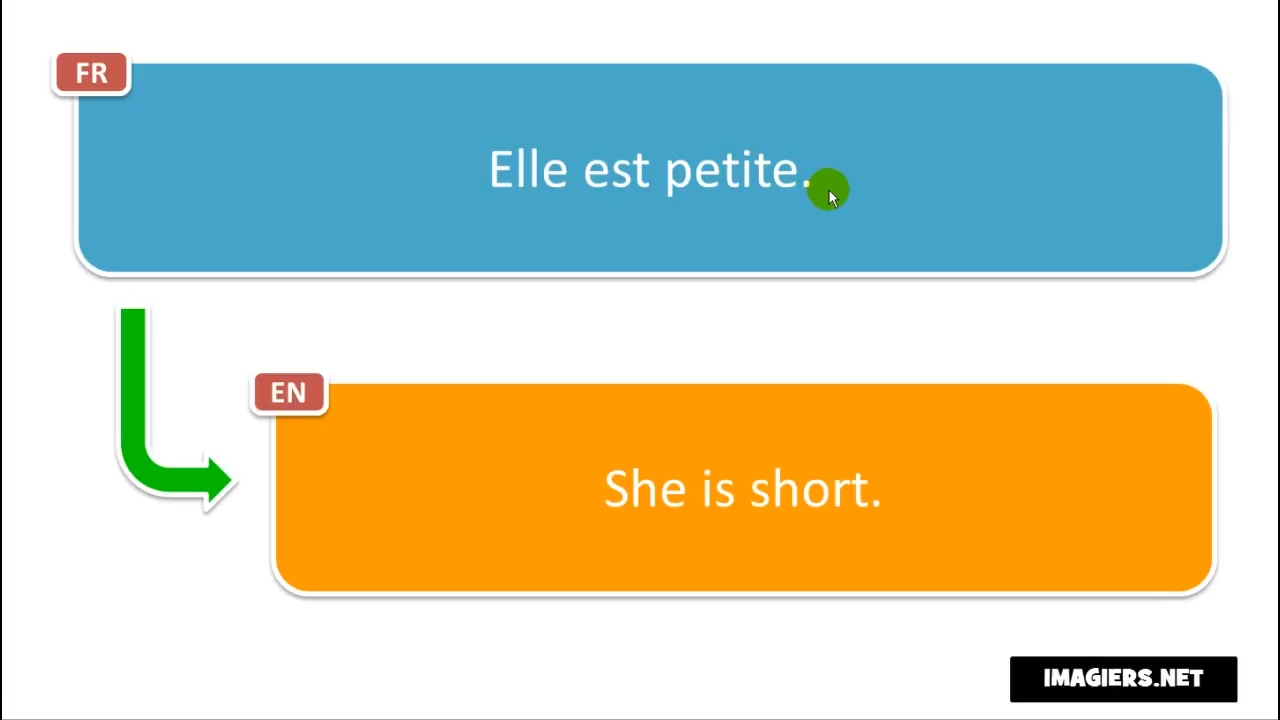 FR
Elle est petite.
EN
She is short.
IMAGIERS.NET